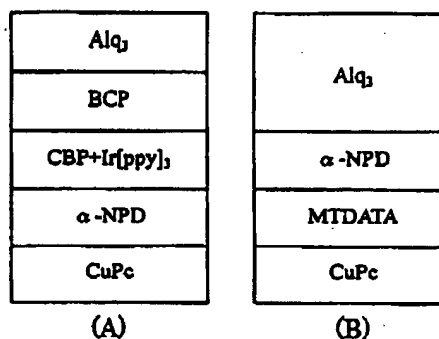 Alq₃
BCP
CBP+Ir[ppy]₃
α-NPD
CuPc
(A)
Alq₃
α-NPD
MTDATA
CuPc
(B)